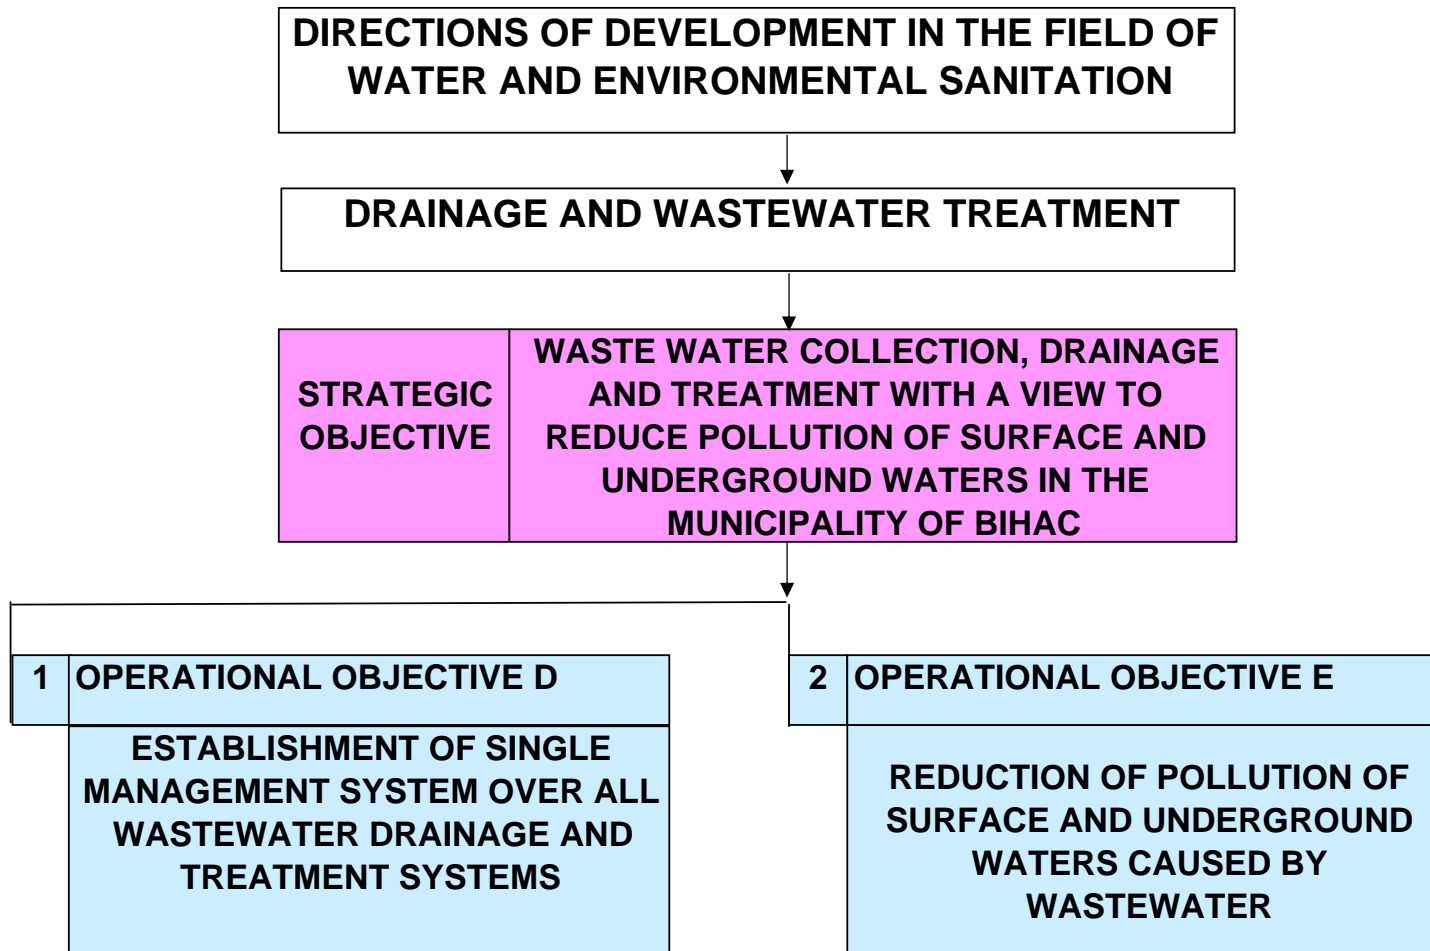 DIRECTIONS OF DEVELOPMENT IN THE FIELD OF
WATER AND ENVIRONMENTAL SANITATION
DRAINAGE AND WASTEWATER TREATMENT
STRATEGIC
OBJECTIVE
WASTE WATER COLLECTION, DRAINAGE
AND TREATMENT WITH A VIEW TO
REDUCE POLLUTION OF SURFACE AND
UNDERGROUND WATERS IN THE
MUNICIPALITY OF BIHAC
1 OPERATIONAL OBJECTIVE D
ESTABLISHMENT OF SINGLE
MANAGEMENT SYSTEM OVER ALL
WASTEWATER DRAINAGE AND
TREATMENT SYSTEMS
2 OPERATIONAL OBJECTIVE E
REDUCTION OF POLLUTION OF
SURFACE AND UNDERGROUND
WATERS CAUSED BY
WASTEWATER